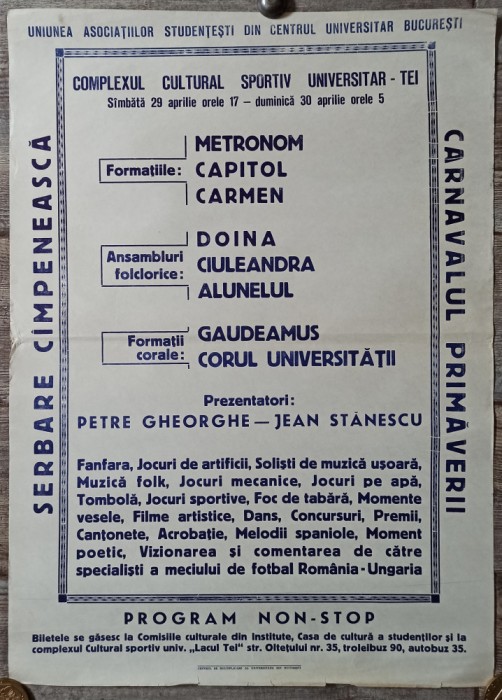 UNIUNEA ASOCIAȚIILOR STUDENȚEȘTI DIN CENTRUL UNIVERSITAR BUCUREȘTI
SERBARE CÎMPENEASCĂ
COMPLEXUL CULTURAL SPORTIV UNIVERSITAR - TEI
Sîmbătă 29 aprilie orele 17 — duminică 30 aprilie orele 5
Formațiile:
METRONOM
CAPITOL
CARMEN
Ansambluri folclorice:
DOINA
CIULEANDRA
ALUNELUL
Formații corale:
GAUDEAMUS
CORUL UNIVERSITĂȚII
Prezentatori:
PETRE GHEORGHE — JEAN STĂNESCU
Fanfara, Jocuri de artificii, Soliști de muzică ușoară,
Muzică folk, Jocuri mecanice, Jocuri pe apă,
Tombolă, Jocuri sportive, Foc de tabără, Momente
vesele, Filme artistice, Dans, Concursuri, Premii,
Canțonete, Acrobație, Melodii spaniole, Moment
poetic, Vizionarea și comentarea de către
specialiști a meciului de fotbal România - Ungaria
CARNAVALUL PRIMĂVERII
PROGRAM NON-STOP
Biletele se găsesc la Comisiile culturale din Institute, Casa de cultură a studenților și la
complexul Cultural sportiv univ. „Lacul Tei" str. Oltețului nr. 35, troleibuz 90, autobuz 35.